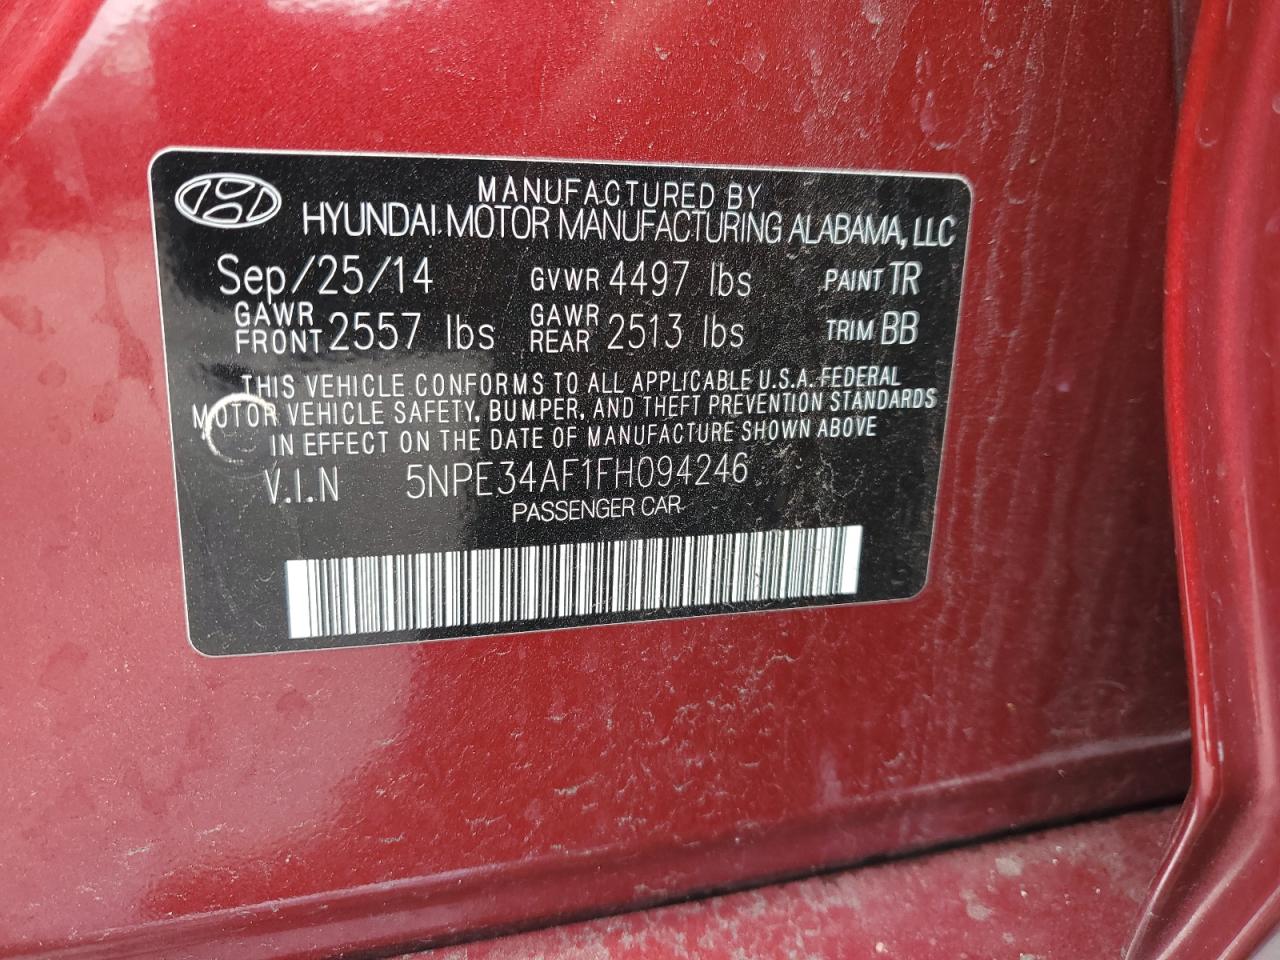 MANUFACTURED BY
HYUNDAI MOTOR MANUFACTURING ALABAMA, LLC
Sep/25/14 GVWR 4497 lbs PAINT TR
GAWR FRONT 2557 lbs GAWR REAR 2513 lbs TRIM BB
THIS VEHICLE CONFORMS TO ALL APPLICABLE U.S.A. FEDERAL
MOTOR VEHICLE SAFETY, BUMPER, AND THEFT PREVENTION STANDARDS
IN EFFECT ON THE DATE OF MANUFACTURE SHOWN ABOVE
V.I.N 5NPE34AF1FH094246
PASSENGER CAR